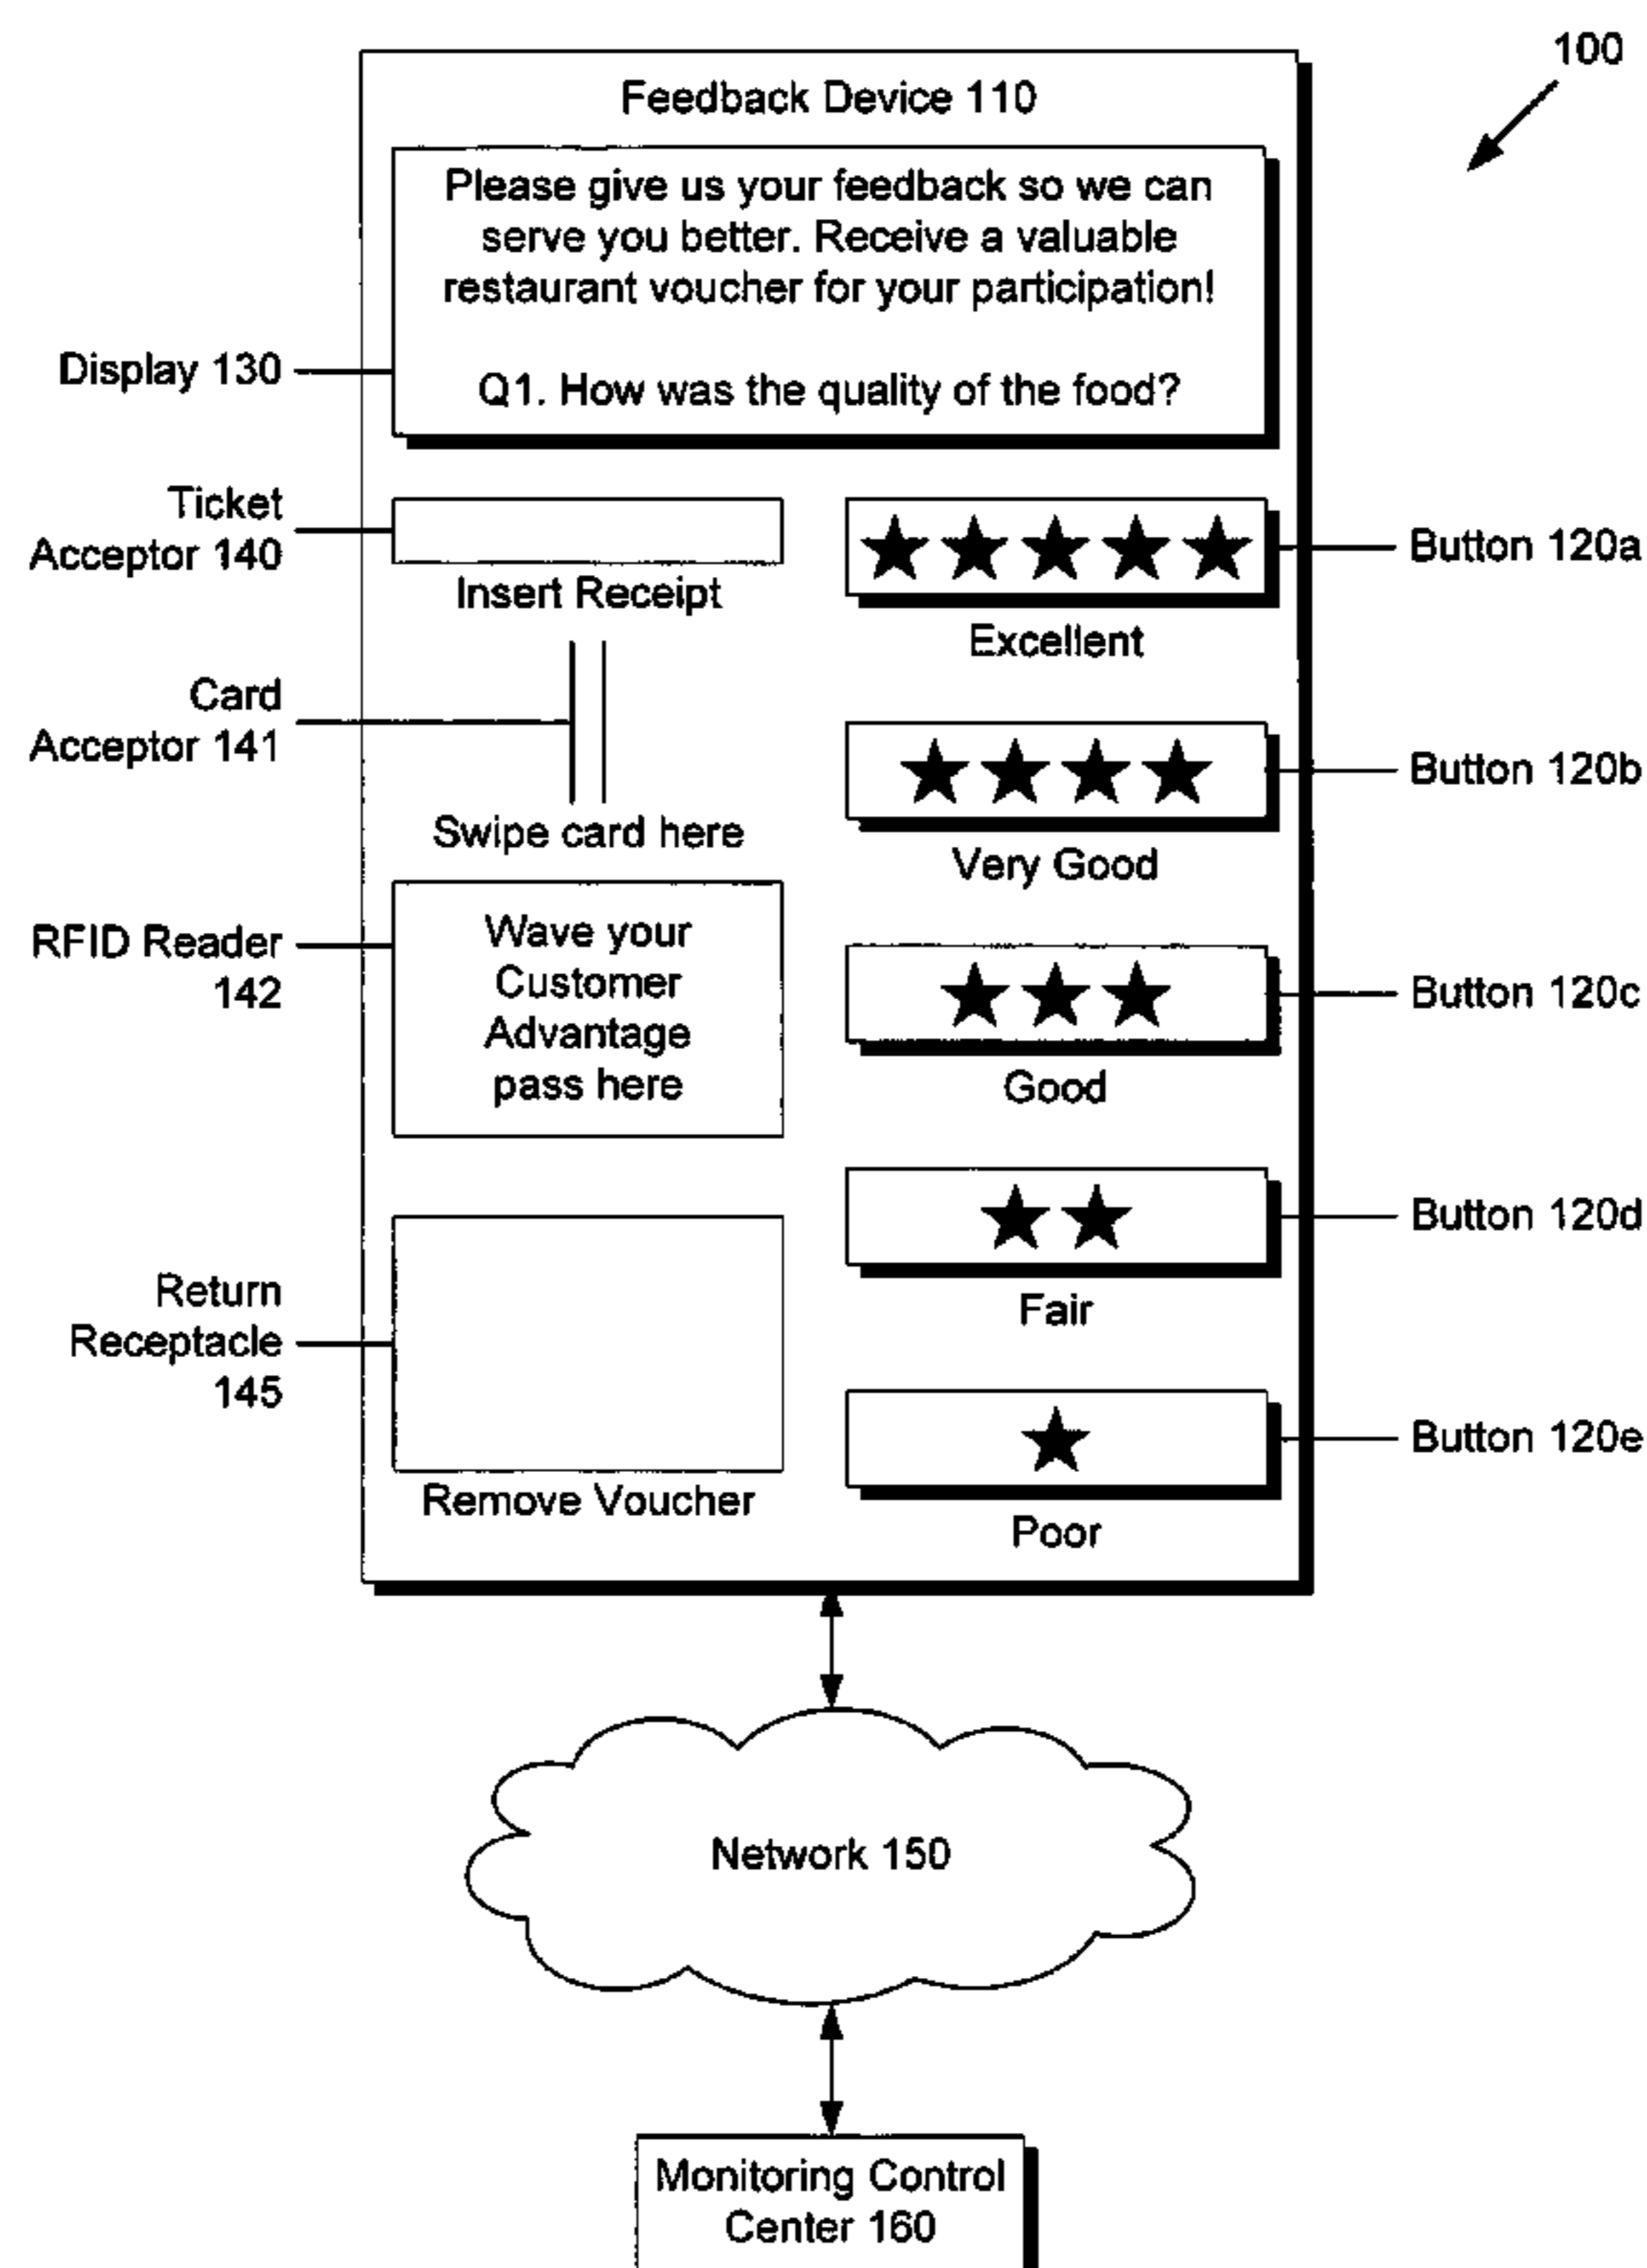 100
Feedback Device 110
Please give us your feedback so we can
serve you better. Receive a valuable
restaurant voucher for your participation!
Display 130
Q1. How was the quality of the food?
Ticket
Acceptor 140
Insert Receipt
Button 120a
Excellent
Card
Acceptor 141
Swipe card here
Button 120b
Very Good
RFID Reader
142
Wave your
Customer
Advantage
pass here
Button 120c
Good
Button 120d
Fair
Return
Receptacle
145
Remove Voucher
Button 120e
Poor
Network 150
Monitoring Control
Center 160